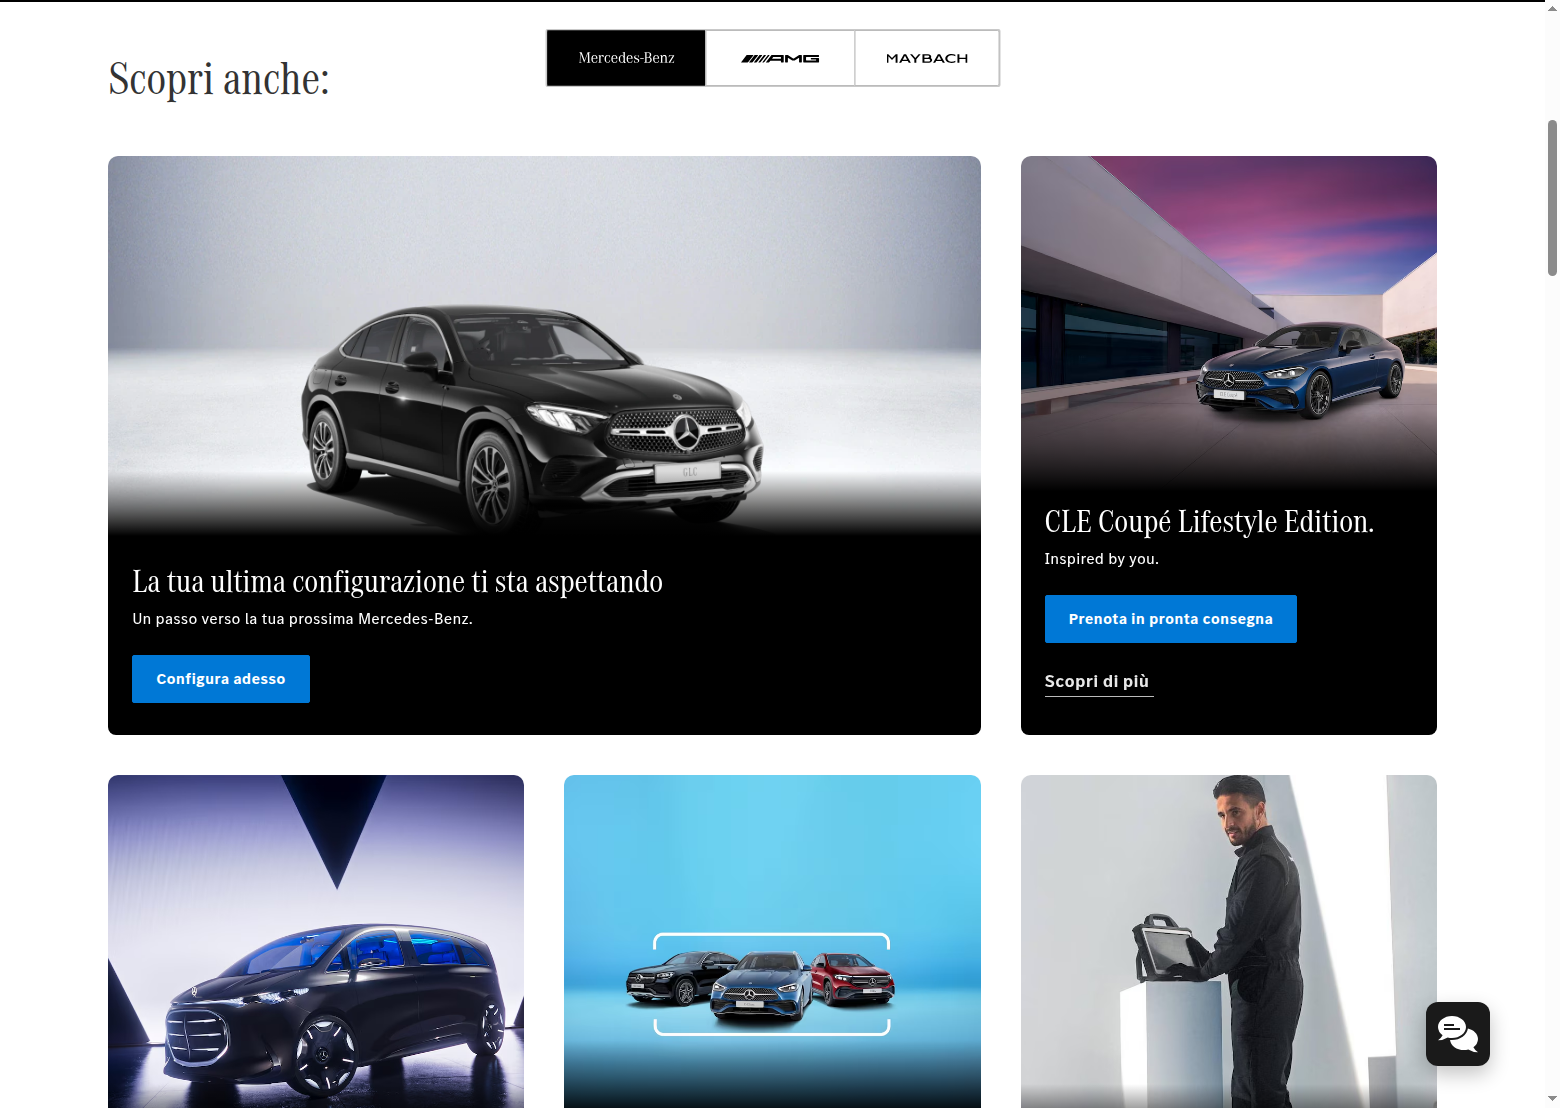 Scopri anche:
Mercedes-Benz
AMG
MAYBACH
GLC
La tua ultima configurazione ti sta aspettando
Un passo verso la tua prossima Mercedes-Benz.
Configura adesso
CLE Coupé Lifestyle Edition.
Inspired by you.
Prenota in pronta consegna
Scopri di più